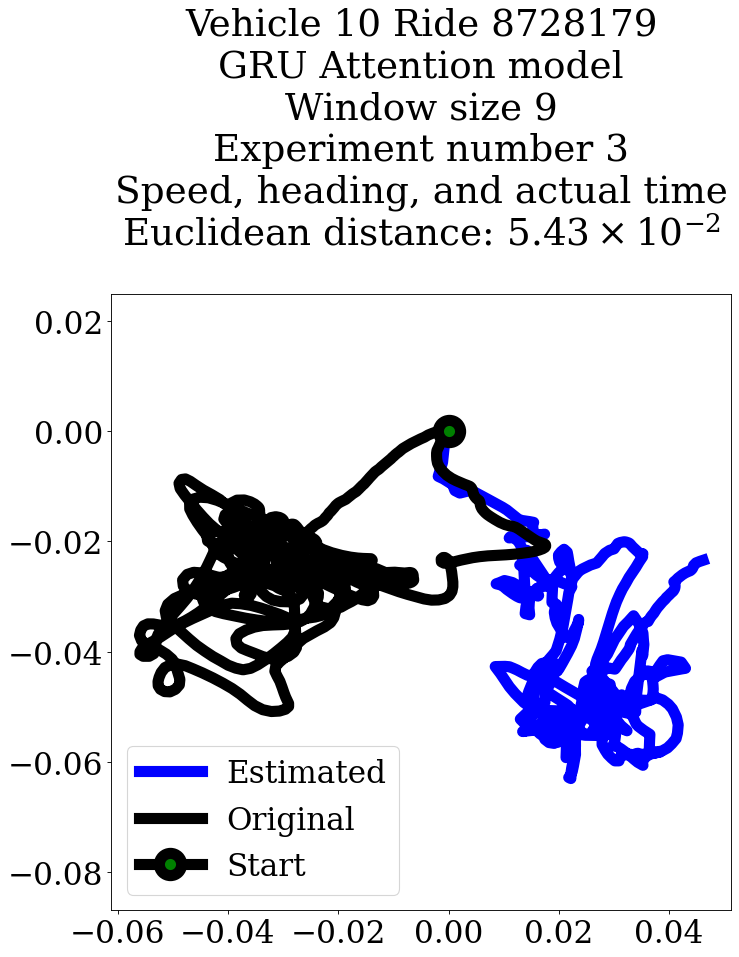 Vehicle 10 Ride 8728179
GRU Attention model
Window size 9
Experiment number 3
Speed, heading, and actual time
Euclidean distance: 5.43 × 10⁻²
0.02
0.00
−0.02
−0.04
−0.06
−0.08
Estimated
Original
Start
−0.06 −0.04 −0.02 0.00 0.02 0.04